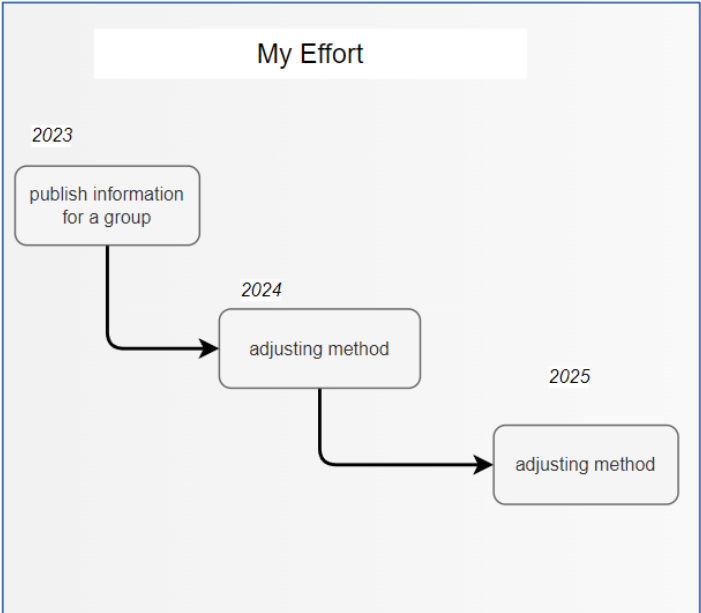 My Effort
2023
publish information
for a group
2024
adjusting method
2025
adjusting method